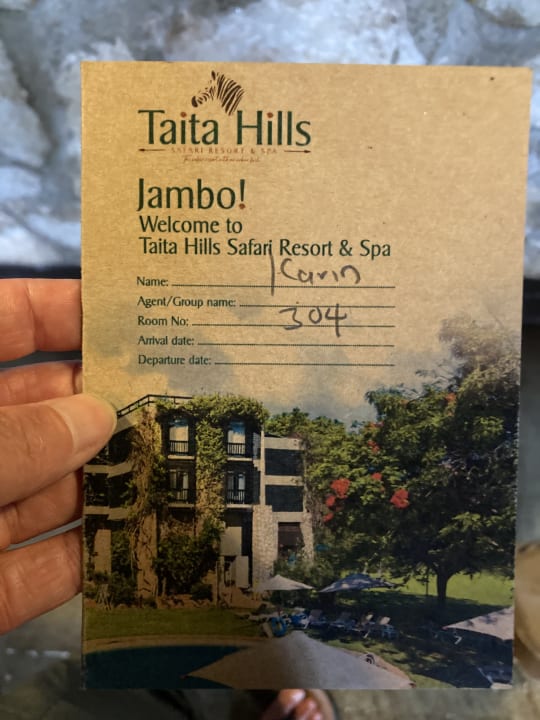 Taita Hills
SAFARI RESORT & SPA
Jambo!
Welcome to
Taita Hills Safari Resort & Spa
Name: Karin
Agent/Group name:
Room No: 304
Arrival date:
Departure date: